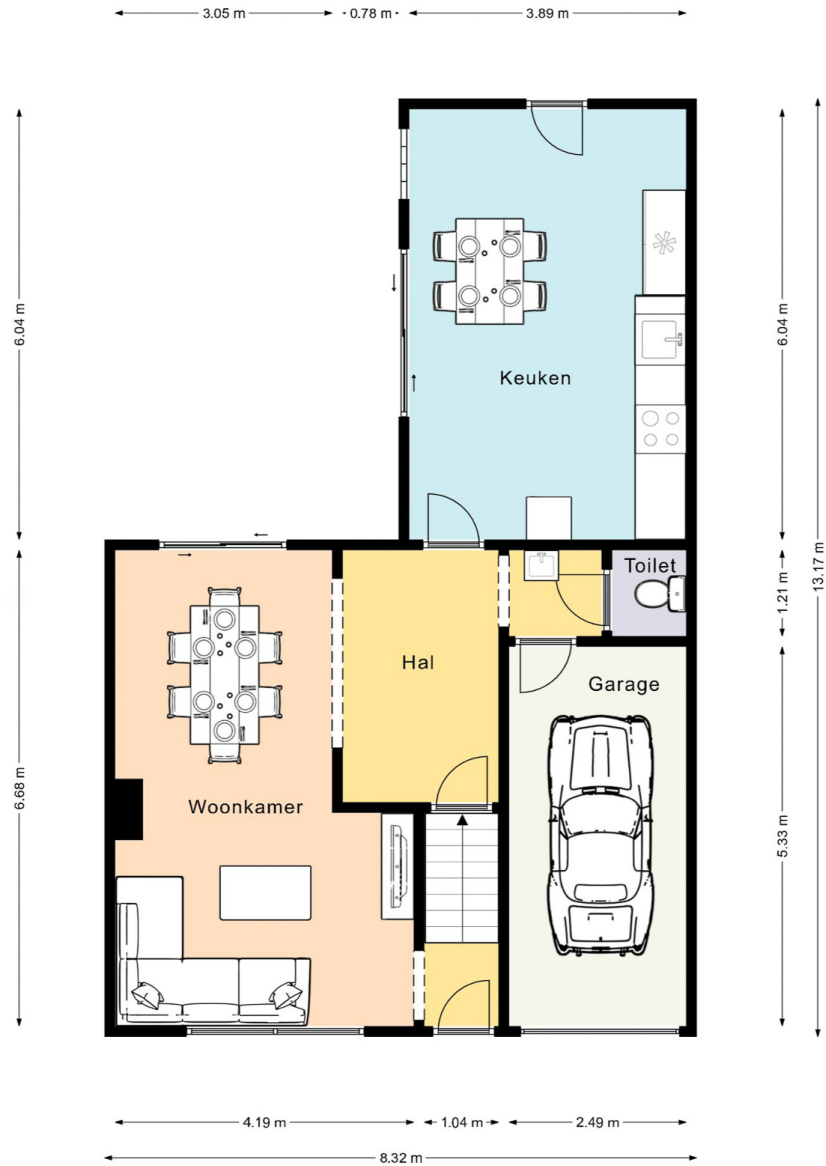 3.05 m
0.78 m
3.89 m
6.04 m
6.04 m
13.17 m
Keuken
Toilet
1.21 m
Hal
Garage
6.68 m
Woonkamer
5.33 m
4.19 m
1.04 m
2.49 m
8.32 m